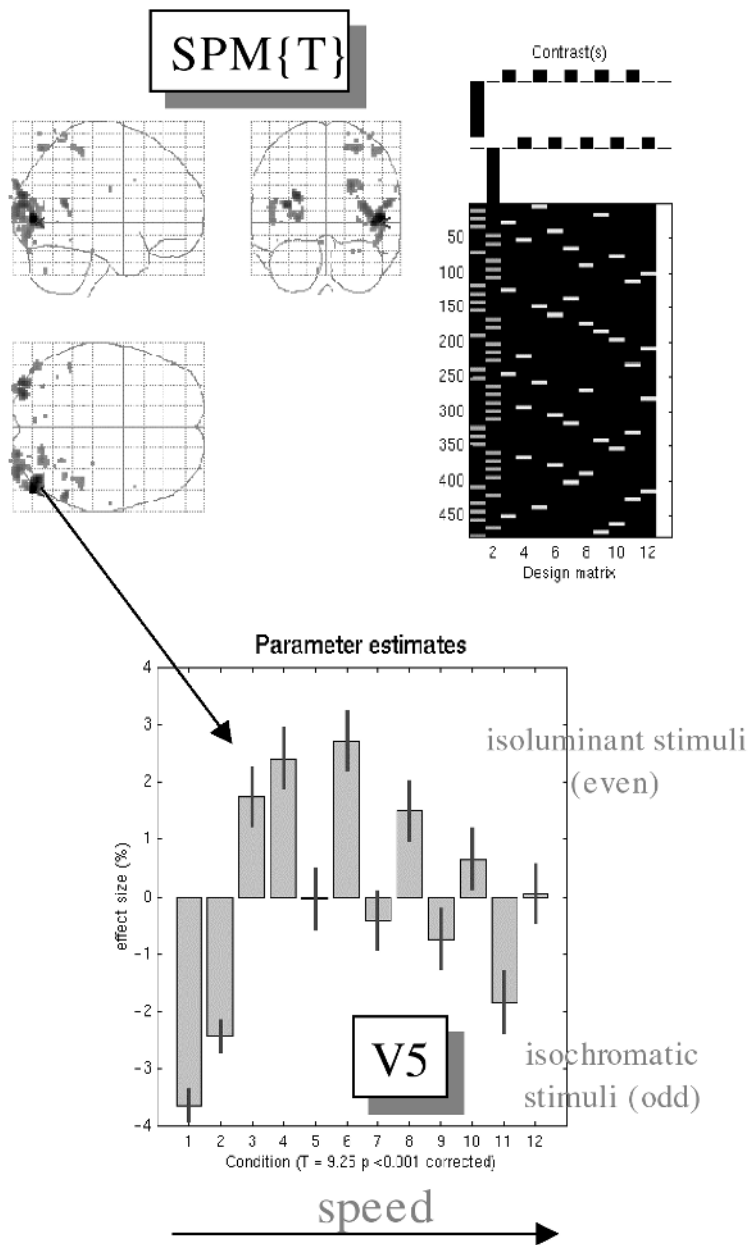 SPM{T}
Contrast(s)
50
100
150
200
250
300
350
400
450
2 4 6 8 10 12
Design matrix
Parameter estimates
4
3
2
1
0
-1
-2
-3
-4
effect size (%)
isoluminant stimuli
(even)
V5
isochromatic
stimuli (odd)
1 2 3 4 5 6 7 8 9 10 11 12
Condition (T = 9.25 p <0.001 corrected)
speed